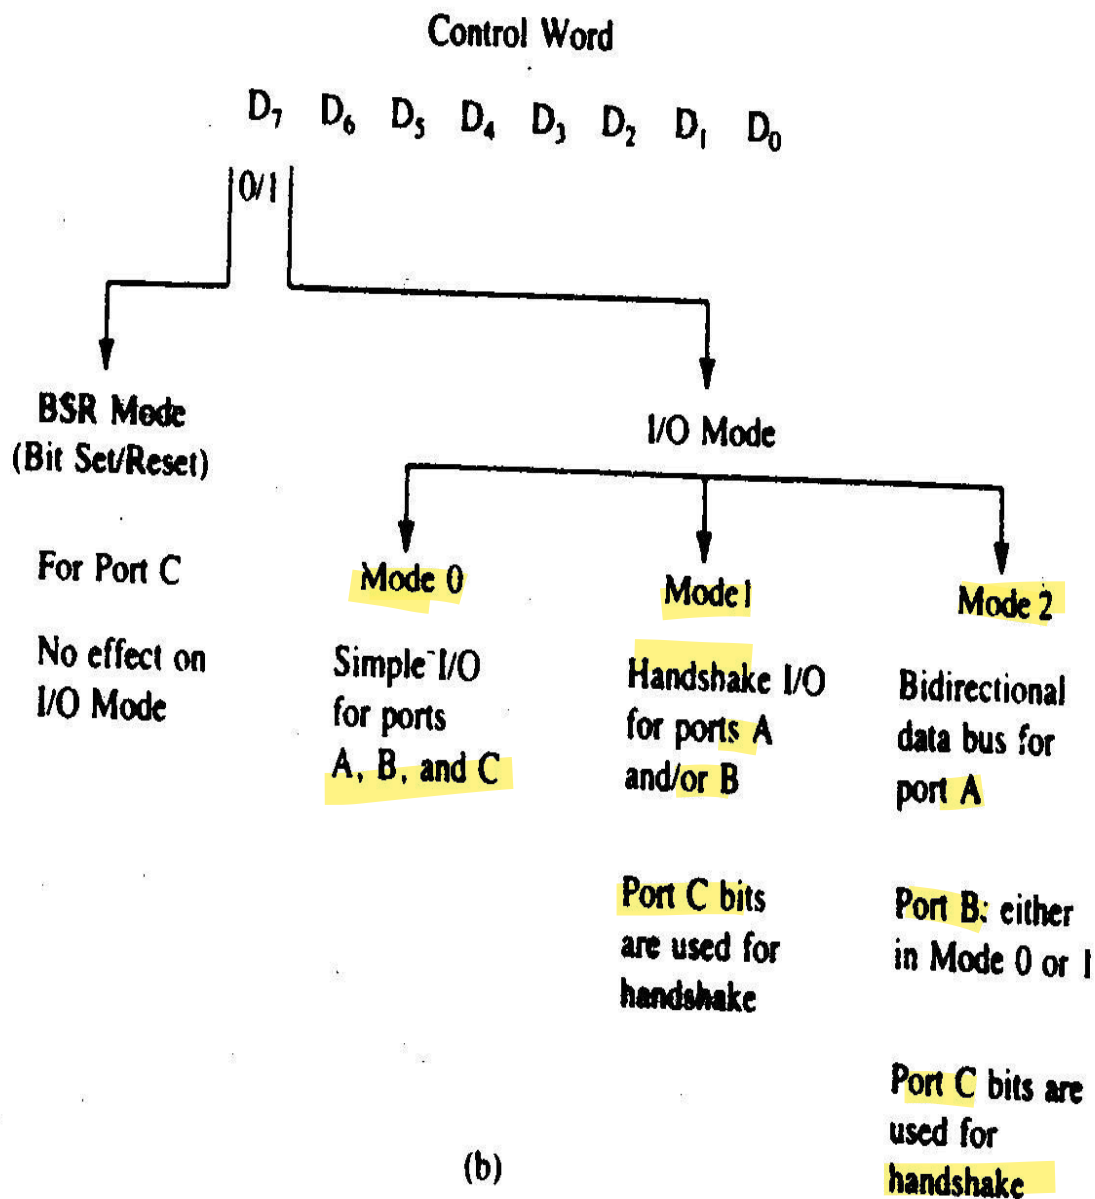 Control Word
D₇ D₆ D₅ D₄ D₃ D₂ D₁ D₀
0/1
BSR Mode
(Bit Set/Reset)
For Port C
No effect on
I/O Mode
I/O Mode
Mode 0
Simple I/O
for ports
A, B, and C
Mode 1
Handshake I/O
for ports A
and/or B
Port C bits
are used for
handshake
Mode 2
Bidirectional
data bus for
port A
Port B: either
in Mode 0 or 1
Port C bits are
used for
handshake
(b)